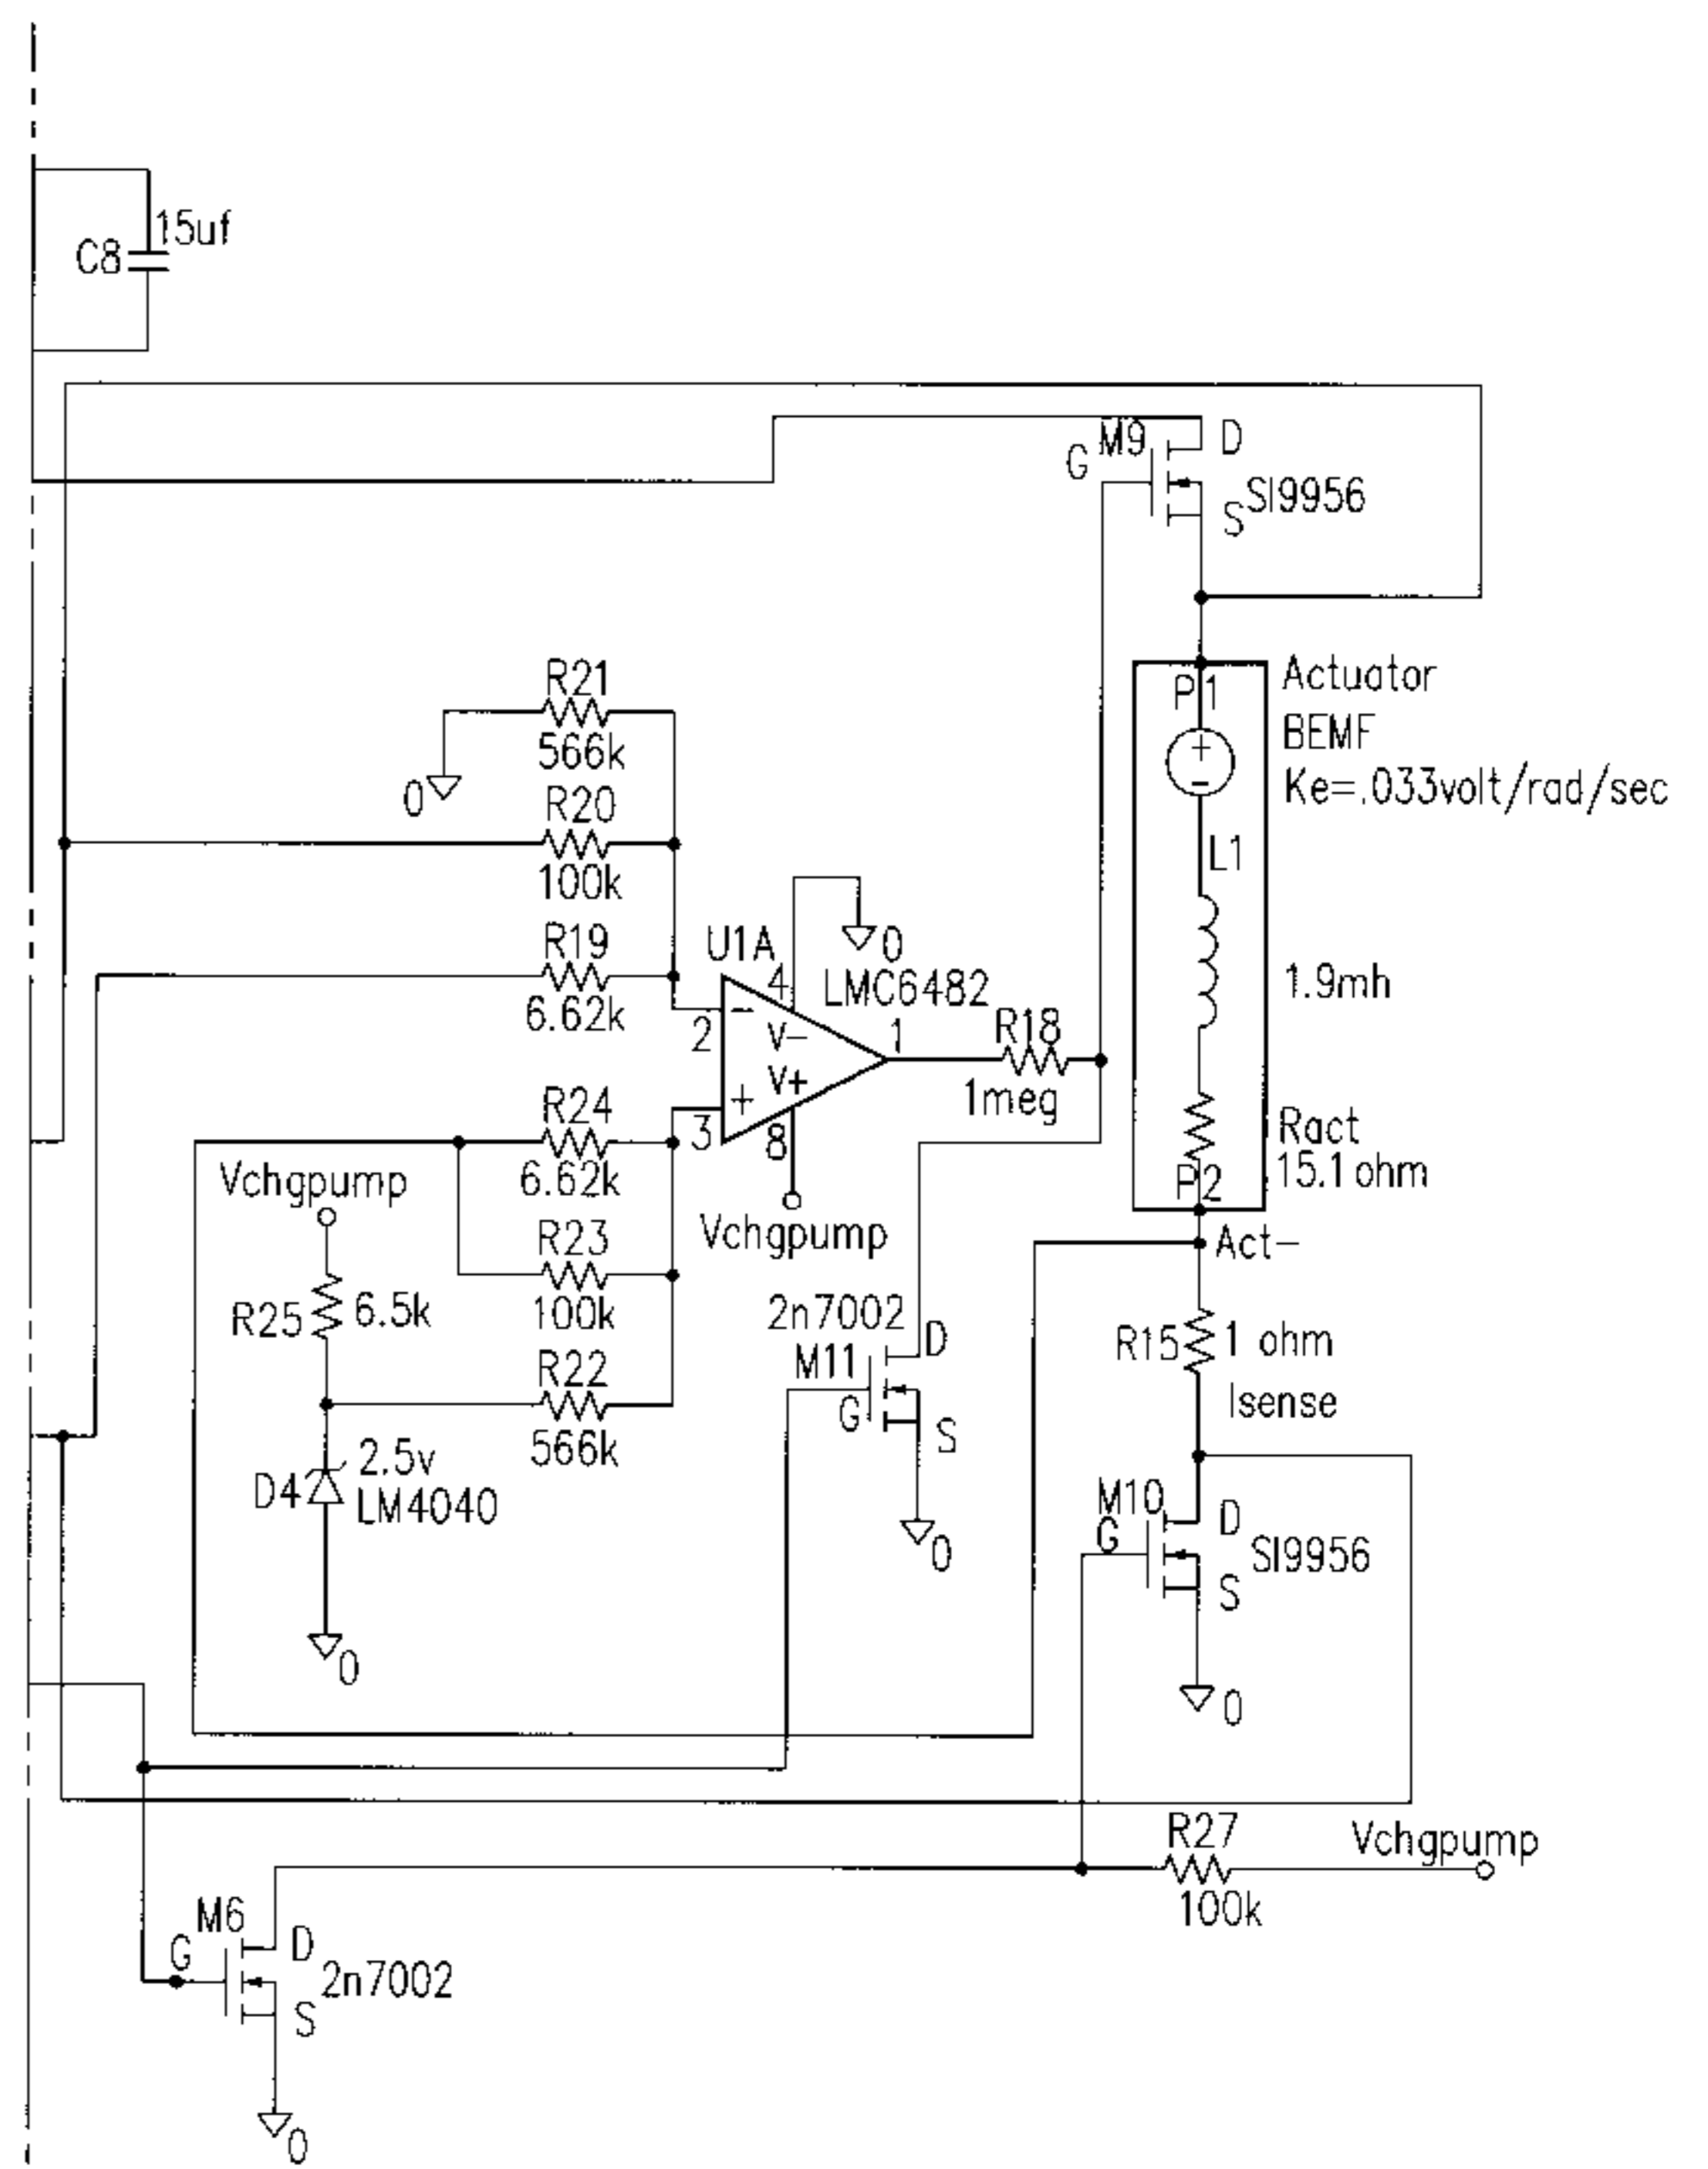 15uf
C8
M9
D
G
SI9956
S
R21
566k
0
R20
100k
R19
6.62k
Actuator
BEMF
Ke=.033volt/rad/sec
P1
+
-
L1
1.9mh
Ract
15.1 ohm
P2
Act-
U1A
4
0
LMC6482
2
-
V-
1
V+
+
3
8
R18
1meg
Vchgpump
R24
6.62k
Vchgpump
R23
100k
R25
6.5k
R22
566k
2.5v
D4
LM4040
0
2n7002
M11
D
G
S
0
R15
1 ohm
Isense
M10
G
D
SI9956
S
0
R27
100k
Vchgpump
M6
G
D
2n7002
S
0